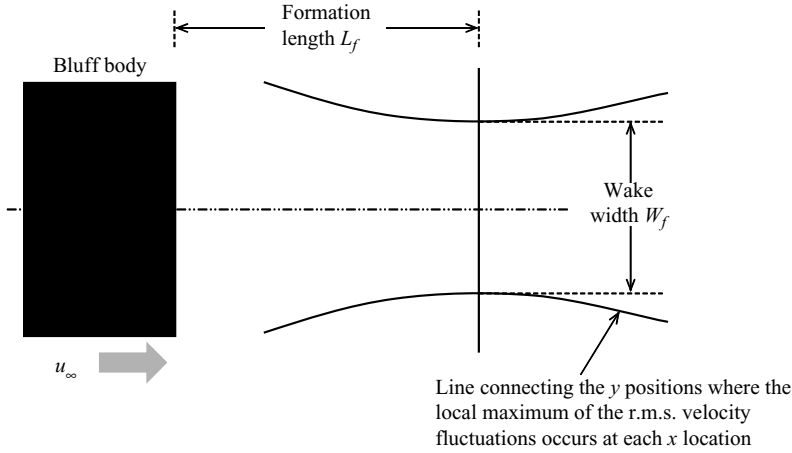 Formation
length L_f
Bluff body
Wake
width W_f
u_∞
Line connecting the y positions where the
local maximum of the r.m.s. velocity
fluctuations occurs at each x location